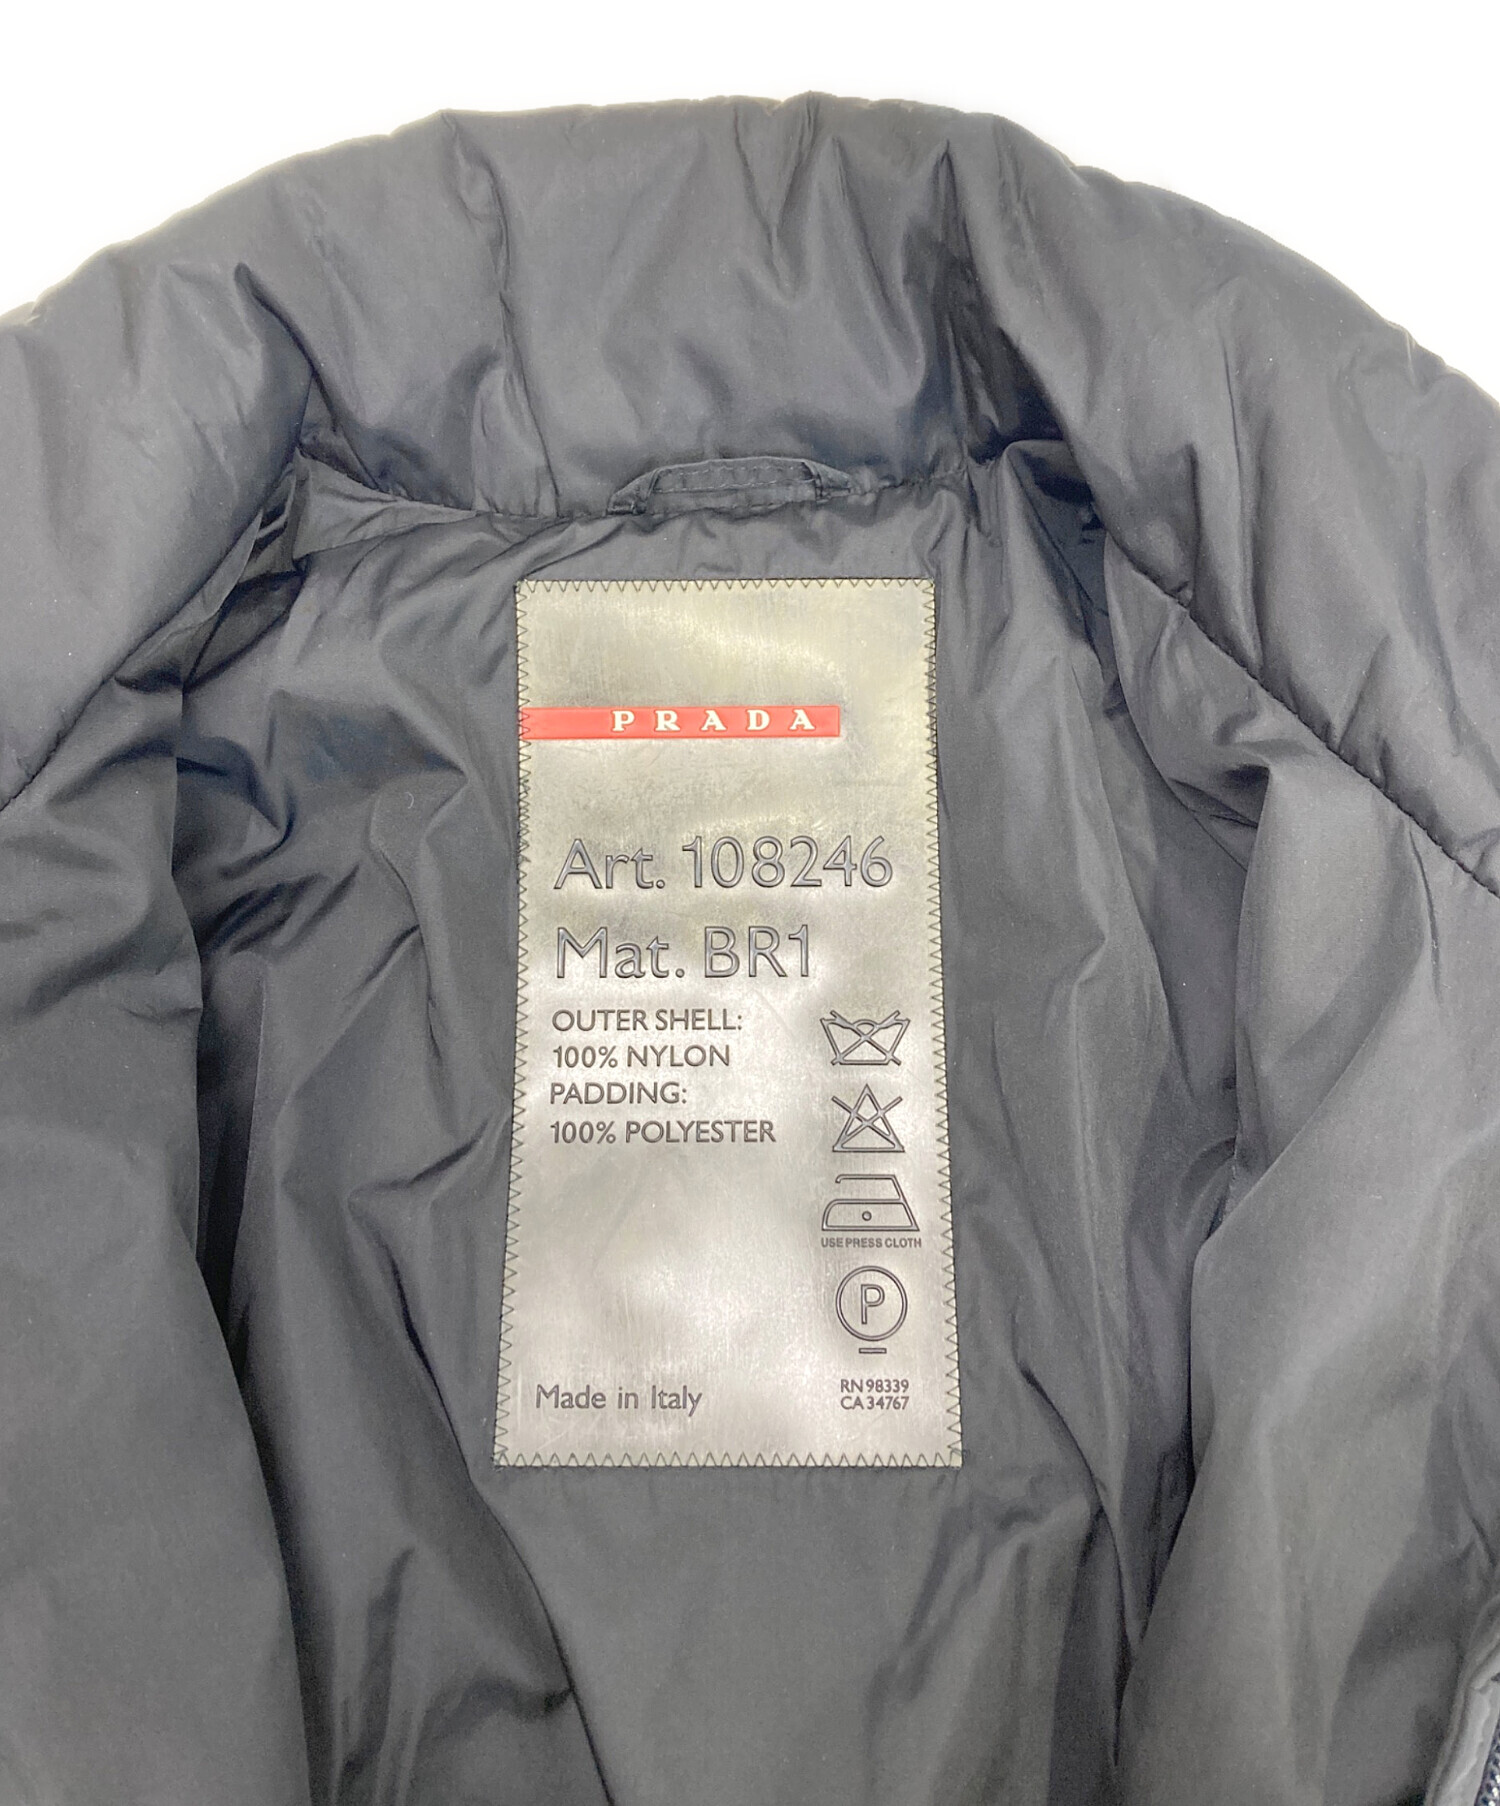 PRADA
Art. 108246
Mat. BR1
OUTER SHELL:
100% NYLON
PADDING:
100% POLYESTER
USE PRESS CLOTH
P
Made in Italy
RN 98339
CA 34767